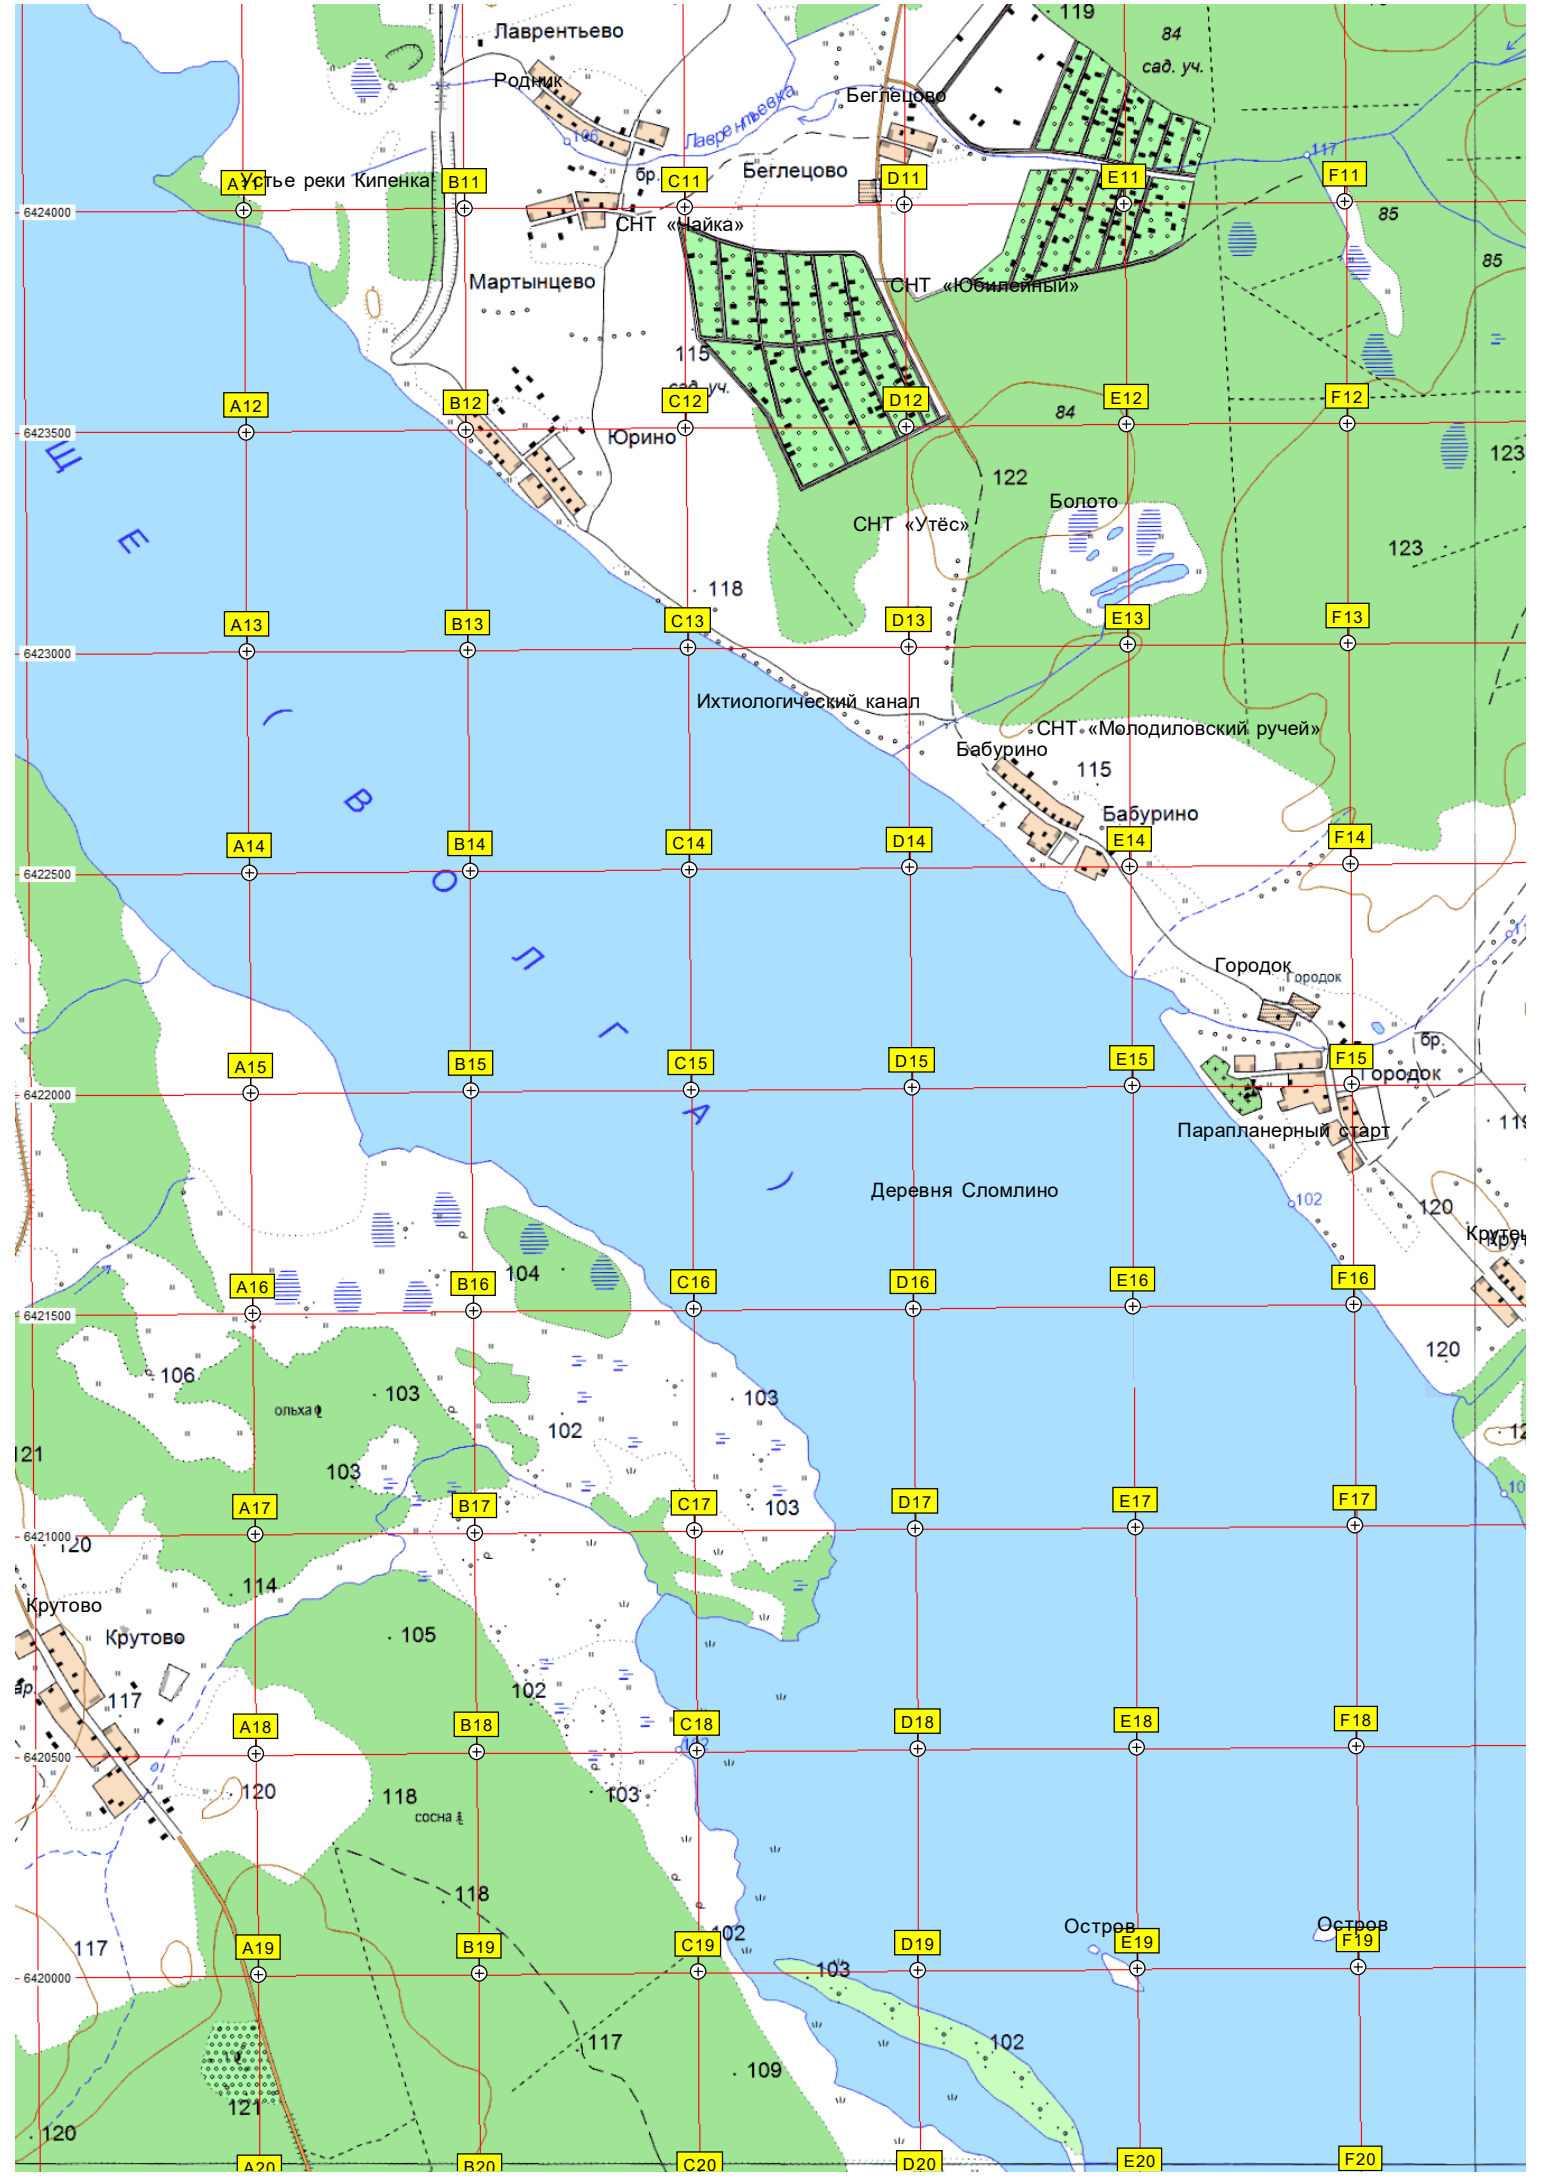 119
Лаврентьево
84
сад. уч.
Родник
Беглецово
Лаврентьевка
106
117
бр.
Беглецово
Устье реки Кипенка
A11
B11
C11
D11
E11
F11
6424000
85
СНТ «Чайка»
85
Мартынцево
СНТ «Юбилейный»
115
сад. уч.
A12
B12
C12
D12
E12
F12
84
6423500
Юрино
Щ
123
122
Болото
СНТ «Утёс»
Е
123
118
A13
B13
C13
D13
E13
F13
6423000
Ихтиологический канал
(
СНТ «Молодиловский ручей»
Бабурино
115
В
Бабурино
A14
B14
C14
D14
E14
F14
6422500
О
Л
Городок
Городок
Г
бр.
A15
B15
C15
D15
E15
F15
Городок
6422000
А
Парапланерный старт
)
Деревня Сломлино
102
120
Крутец
104
A16
B16
C16
D16
E16
F16
6421500
120
106
103
103
ольха
102
121
103
A17
B17
C17
D17
E17
F17
103
6421000
120
114
Крутово
Крутово
105
102
117
A18
B18
C18
D18
E18
F18
102
6420500
120
118
103
сосна
118
117
102
Остров
Остров
A19
B19
C19
D19
E19
F19
6420000
103
117
102
109
121
120
A20
B20
C20
D20
E20
F20